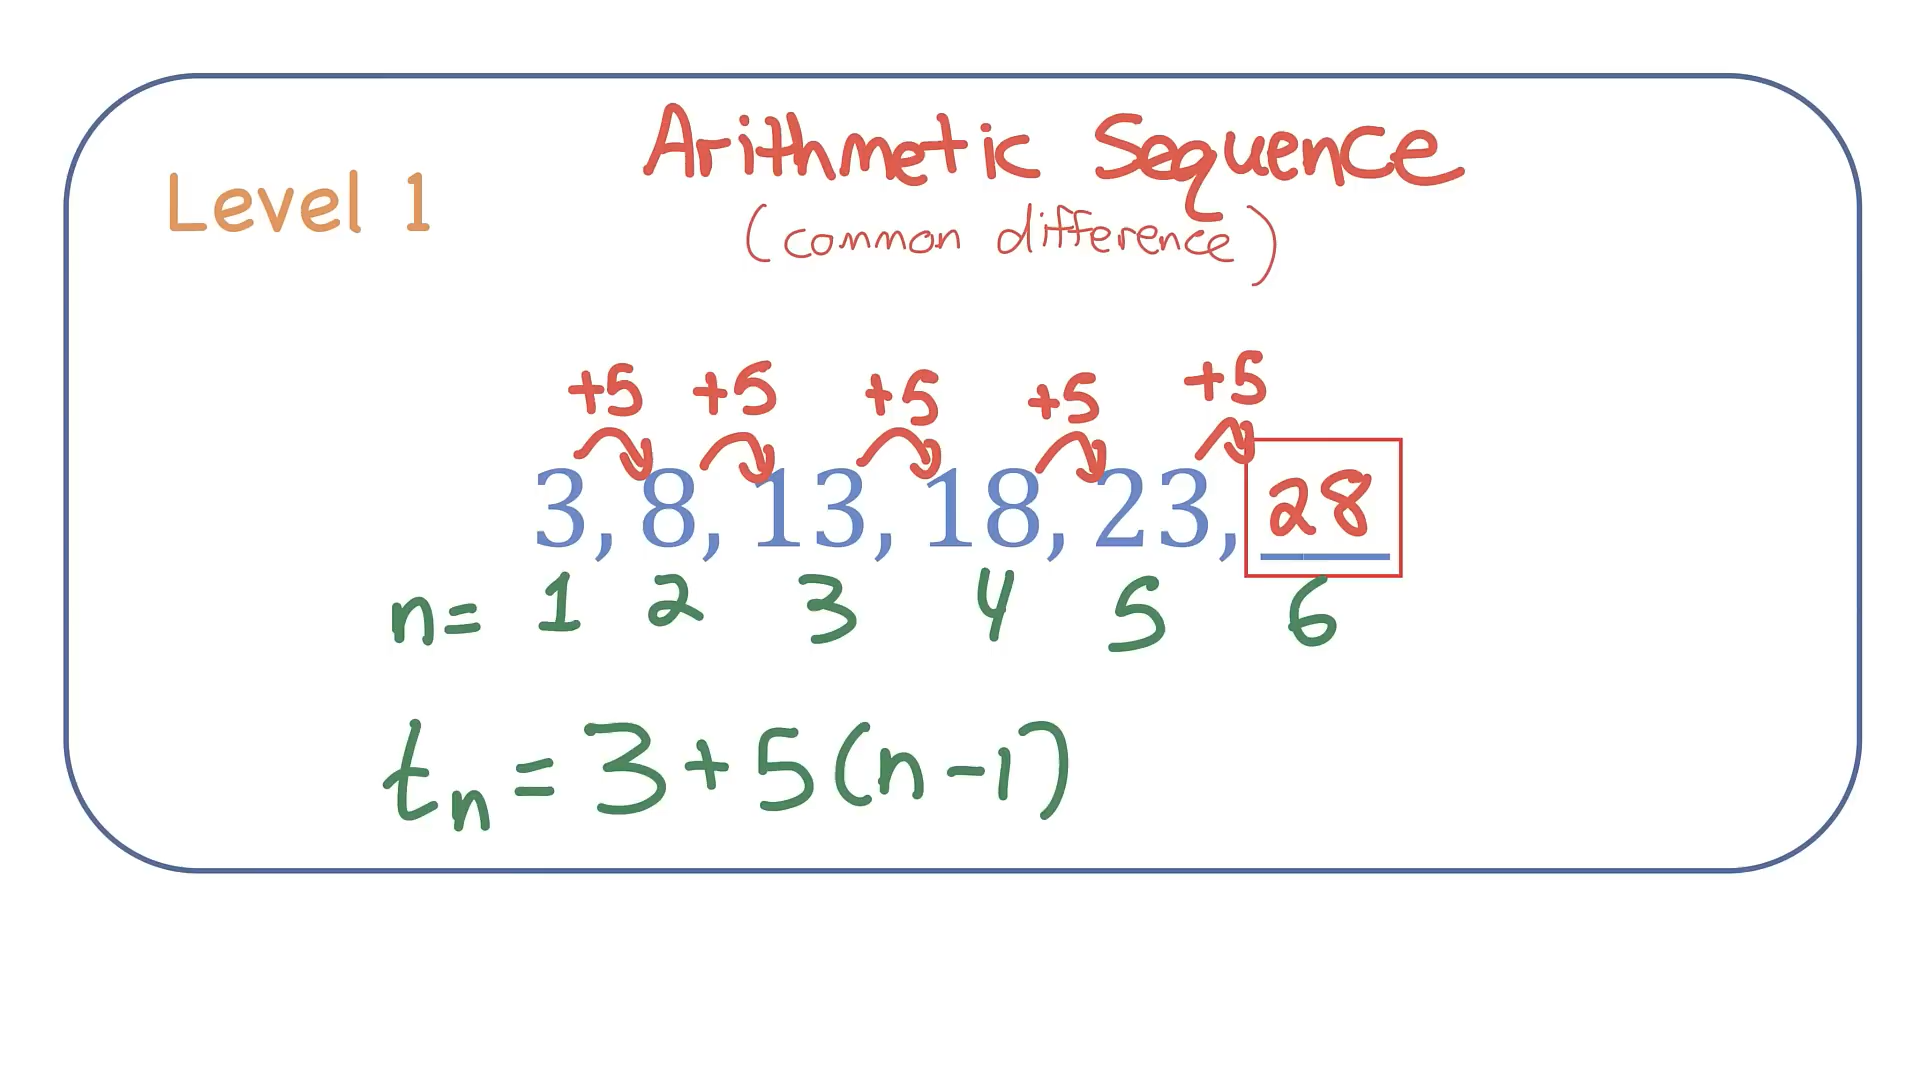 Arithmetic Sequence
Level 1
(common difference)
+5 +5 +5 +5 +5
3, 8, 13, 18, 23, 28
n= 1 2 3 4 5 6
tₙ = 3 + 5(n-1)